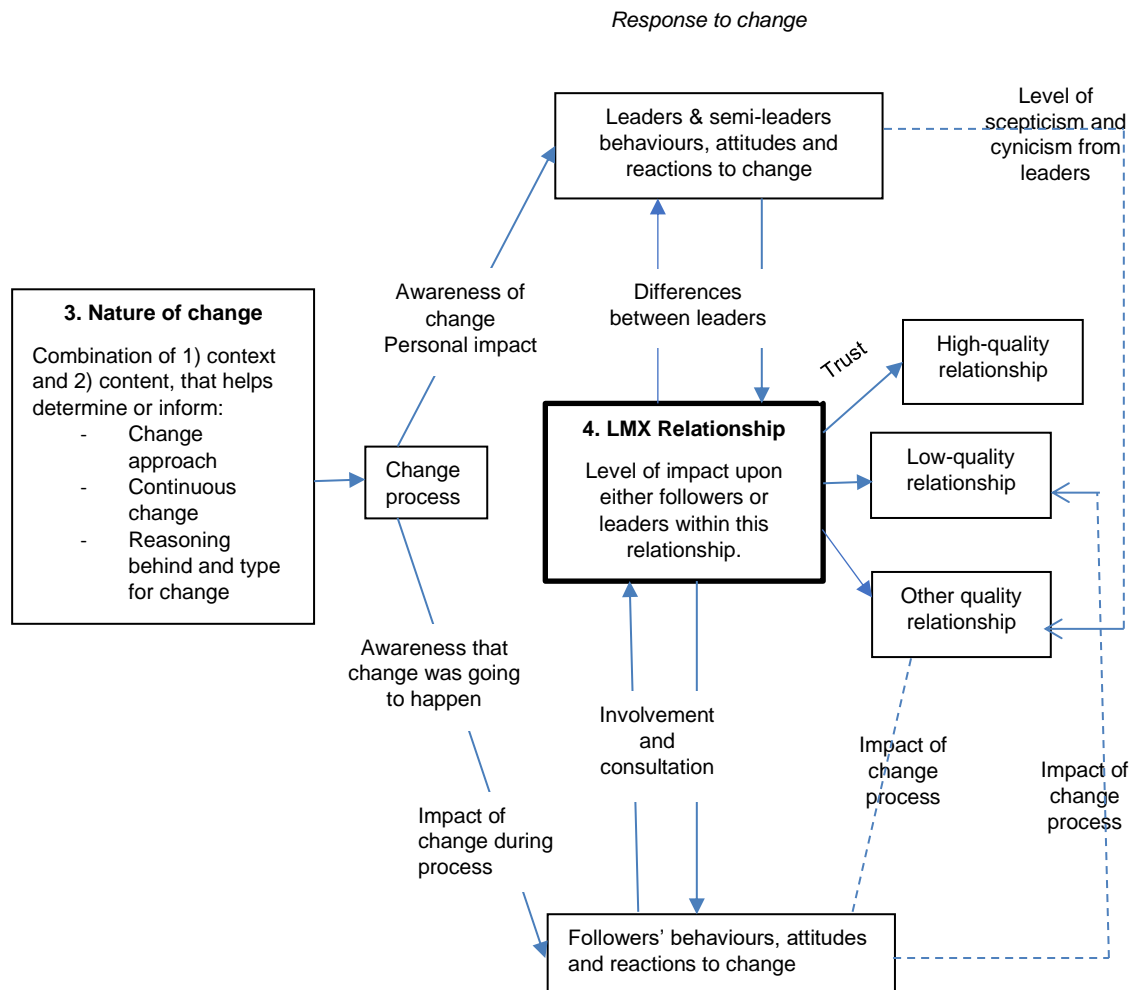 Response to change
Leaders & semi-leaders
behaviours, attitudes and
reactions to change
Level of
scepticism and
cynicism from
leaders
3. Nature of change
Combination of 1) context
and 2) content, that helps
determine or inform:
- Change
approach
- Continuous
change
- Reasoning
behind and type
for change
Awareness of
change
Personal impact
Differences
between leaders
Trust
High-quality
relationship
Change
process
4. LMX Relationship
Level of impact upon
either followers or
leaders within this
relationship.
Low-quality
relationship
Other quality
relationship
Awareness that
change was going
to happen
Involvement
and
consultation
Impact of
change
process
Impact of
change
process
Impact of
change during
process
Followers’ behaviours, attitudes
and reactions to change